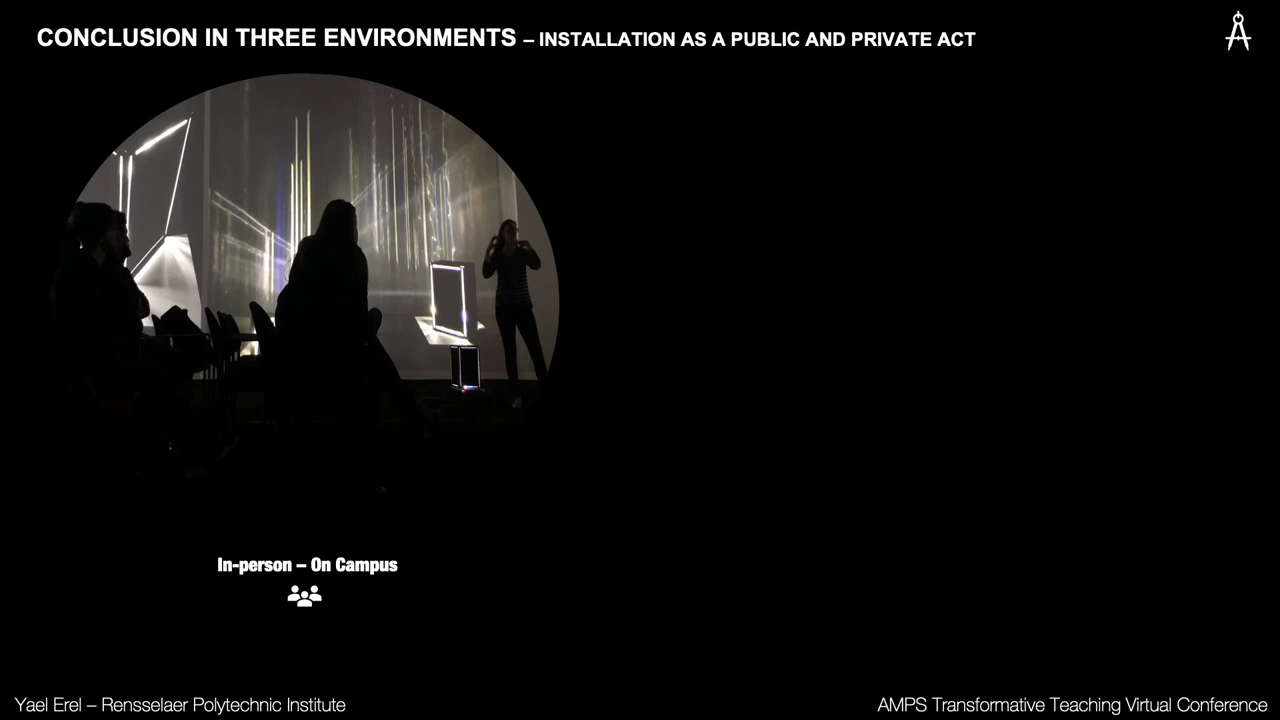 CONCLUSION IN THREE ENVIRONMENTS – INSTALLATION AS A PUBLIC AND PRIVATE ACT
In-person – On Campus
Yael Erel – Rensselaer Polytechnic Institute
AMPS Transformative Teaching Virtual Conference